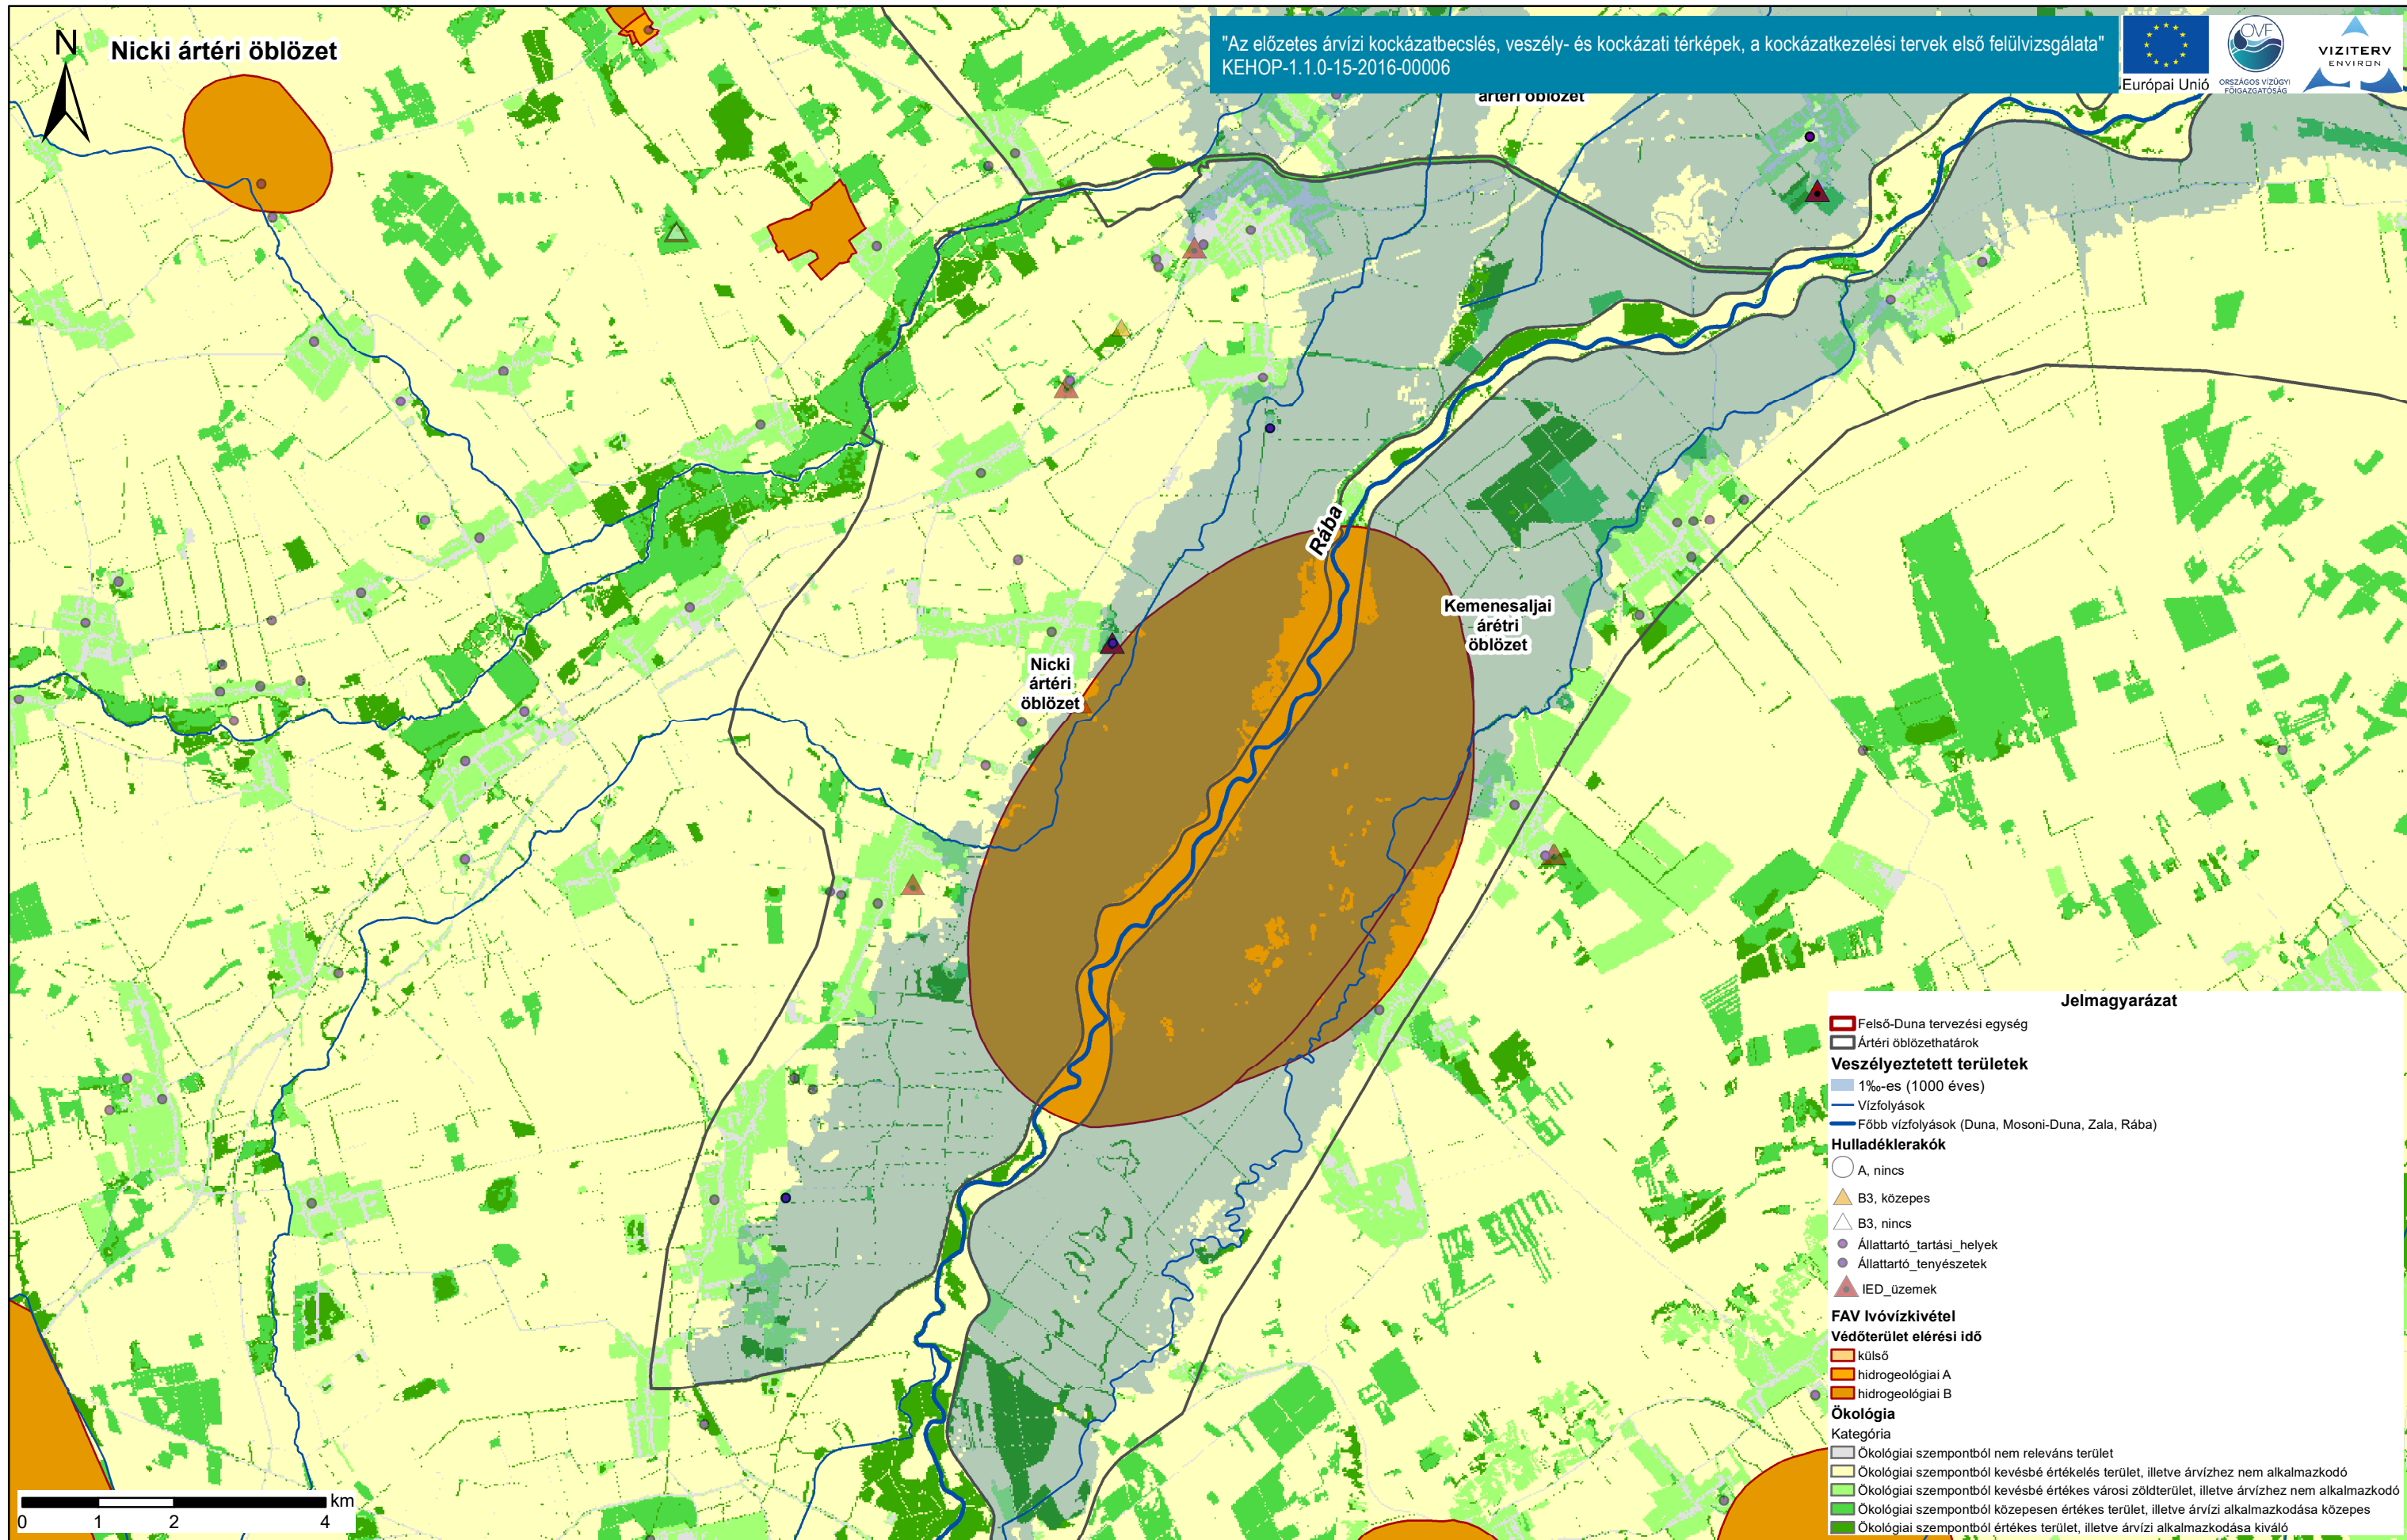 N
Nicki ártéri öblözet
"Az előzetes árvízi kockázatbecslés, veszély- és kockázati térképek, a kockázatkezelési tervek első felülvizsgálata"
KEHOP-1.1.0-15-2016-00006
Európai Unió
OVF
ORSZÁGOS VÍZÜGYI
FŐIGAZGATÓSÁG
VIZITERV
ENVIRON
ártéri öblözet
Rába
Kemenesaljai
árétri
öblözet
Nicki
ártéri
öblözet
Jelmagyarázat
Felső-Duna tervezési egység
Ártéri öblözethatárok
Veszélyeztetett területek
1‰-es (1000 éves)
Vízfolyások
Főbb vízfolyások (Duna, Mosoni-Duna, Zala, Rába)
Hulladéklerakók
A, nincs
B3, közepes
B3, nincs
Állattartó_tartási_helyek
Állattartó_tenyészetek
IED_üzemek
FAV Ivóvízkivétel
Védőterület elérési idő
külső
hidrogeológiai A
hidrogeológiai B
Ökológia
Kategória
Ökológiai szempontból nem releváns terület
Ökológiai szempontból kevésbé értékelés terület, illetve árvízhez nem alkalmazkodó
Ökológiai szempontból kevésbé értékes városi zöldterület, illetve árvízhez nem alkalmazkodó
Ökológiai szempontból közepesen értékes terület, illetve árvízi alkalmazkodása közepes
Ökológiai szempontból értékes terület, illetve árvízi alkalmazkodása kiváló
km
0 1 2 4